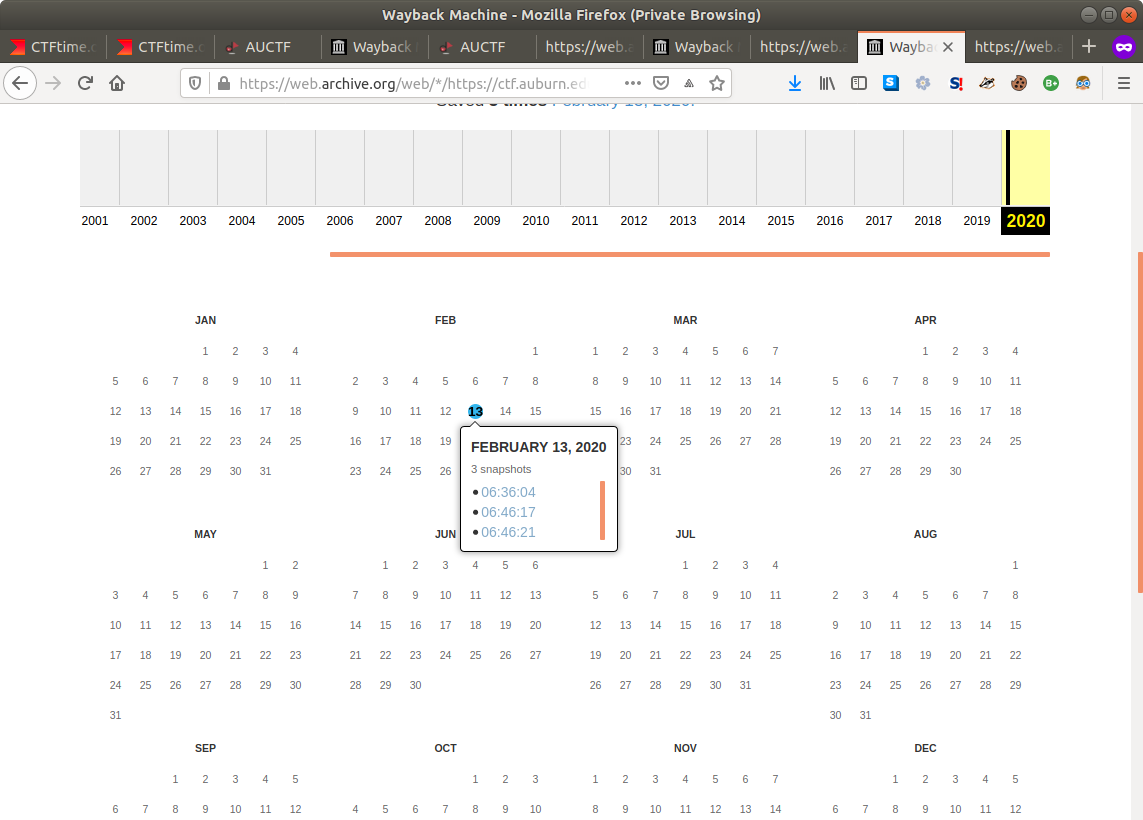 Wayback Machine - Mozilla Firefox (Private Browsing)
CTFtime.o CTFtime.o AUCTF Wayback AUCTF https://web.a Wayback https://web.a Wayba https://web.a
https://web.archive.org/web/*/https://ctf.auburn.ed
Saved 3 times February 13, 2020.
2001 2002 2003 2004 2005 2006 2007 2008 2009 2010 2011 2012 2013 2014 2015 2016 2017 2018 2019 2020
JAN FEB MAR APR
1 2 3 4 1 1 2 3 4 5 6 7 1 2 3 4
5 6 7 8 9 10 11 2 3 4 5 6 7 8 8 9 10 11 12 13 14 5 6 7 8 9 10 11
12 13 14 15 16 17 18 9 10 11 12 13 14 15 15 16 17 18 19 20 21 12 13 14 15 16 17 18
19 20 21 22 23 24 25 16 17 18 19 23 24 25 26 27 28 19 20 21 22 23 24 25
26 27 28 29 30 31 23 24 25 26 30 31 26 27 28 29 30
FEBRUARY 13, 2020
3 snapshots
06:36:04
06:46:17
06:46:21
MAY JUN JUL AUG
1 2 1 2 3 4 5 6 1 2 3 4 1
3 4 5 6 7 8 9 7 8 9 10 11 12 13 5 6 7 8 9 10 11 2 3 4 5 6 7 8
10 11 12 13 14 15 16 14 15 16 17 18 19 20 12 13 14 15 16 17 18 9 10 11 12 13 14 15
17 18 19 20 21 22 23 21 22 23 24 25 26 27 19 20 21 22 23 24 25 16 17 18 19 20 21 22
24 25 26 27 28 29 30 28 29 30 26 27 28 29 30 31 23 24 25 26 27 28 29
31 30 31
SEP OCT NOV DEC
1 2 3 4 5 1 2 3 1 2 3 4 5 6 7 1 2 3 4 5
6 7 8 9 10 11 12 4 5 6 7 8 9 10 8 9 10 11 12 13 14 6 7 8 9 10 11 12